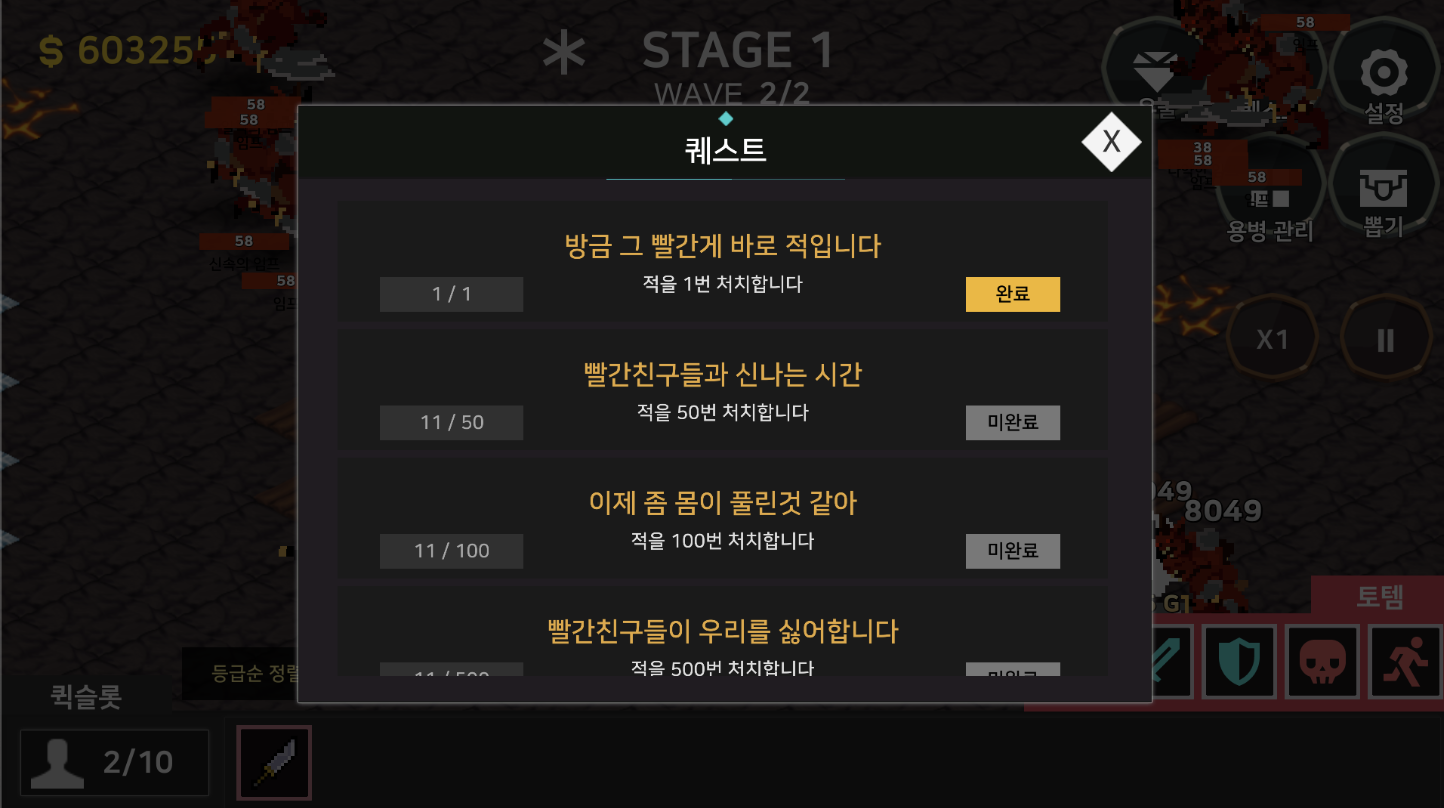 $ 60325
STAGE 1
WAVE 2/2
58
58
58
58
58
임프
38
58
58
설정
용병 관리
뽑기
X1
퀘스트
X
방금 그 빨간게 바로 적입니다
적을 1번 처치합니다
1 / 1
완료
빨간친구들과 신나는 시간
적을 50번 처치합니다
11 / 50
미완료
이제 좀 몸이 풀린것 같아
적을 100번 처치합니다
11 / 100
미완료
빨간친구들이 우리를 싫어합니다
적을 500번 처치합니다
11 / 500
미완료
8049
G1
토템
등급순 정렬
퀵슬롯
2/10